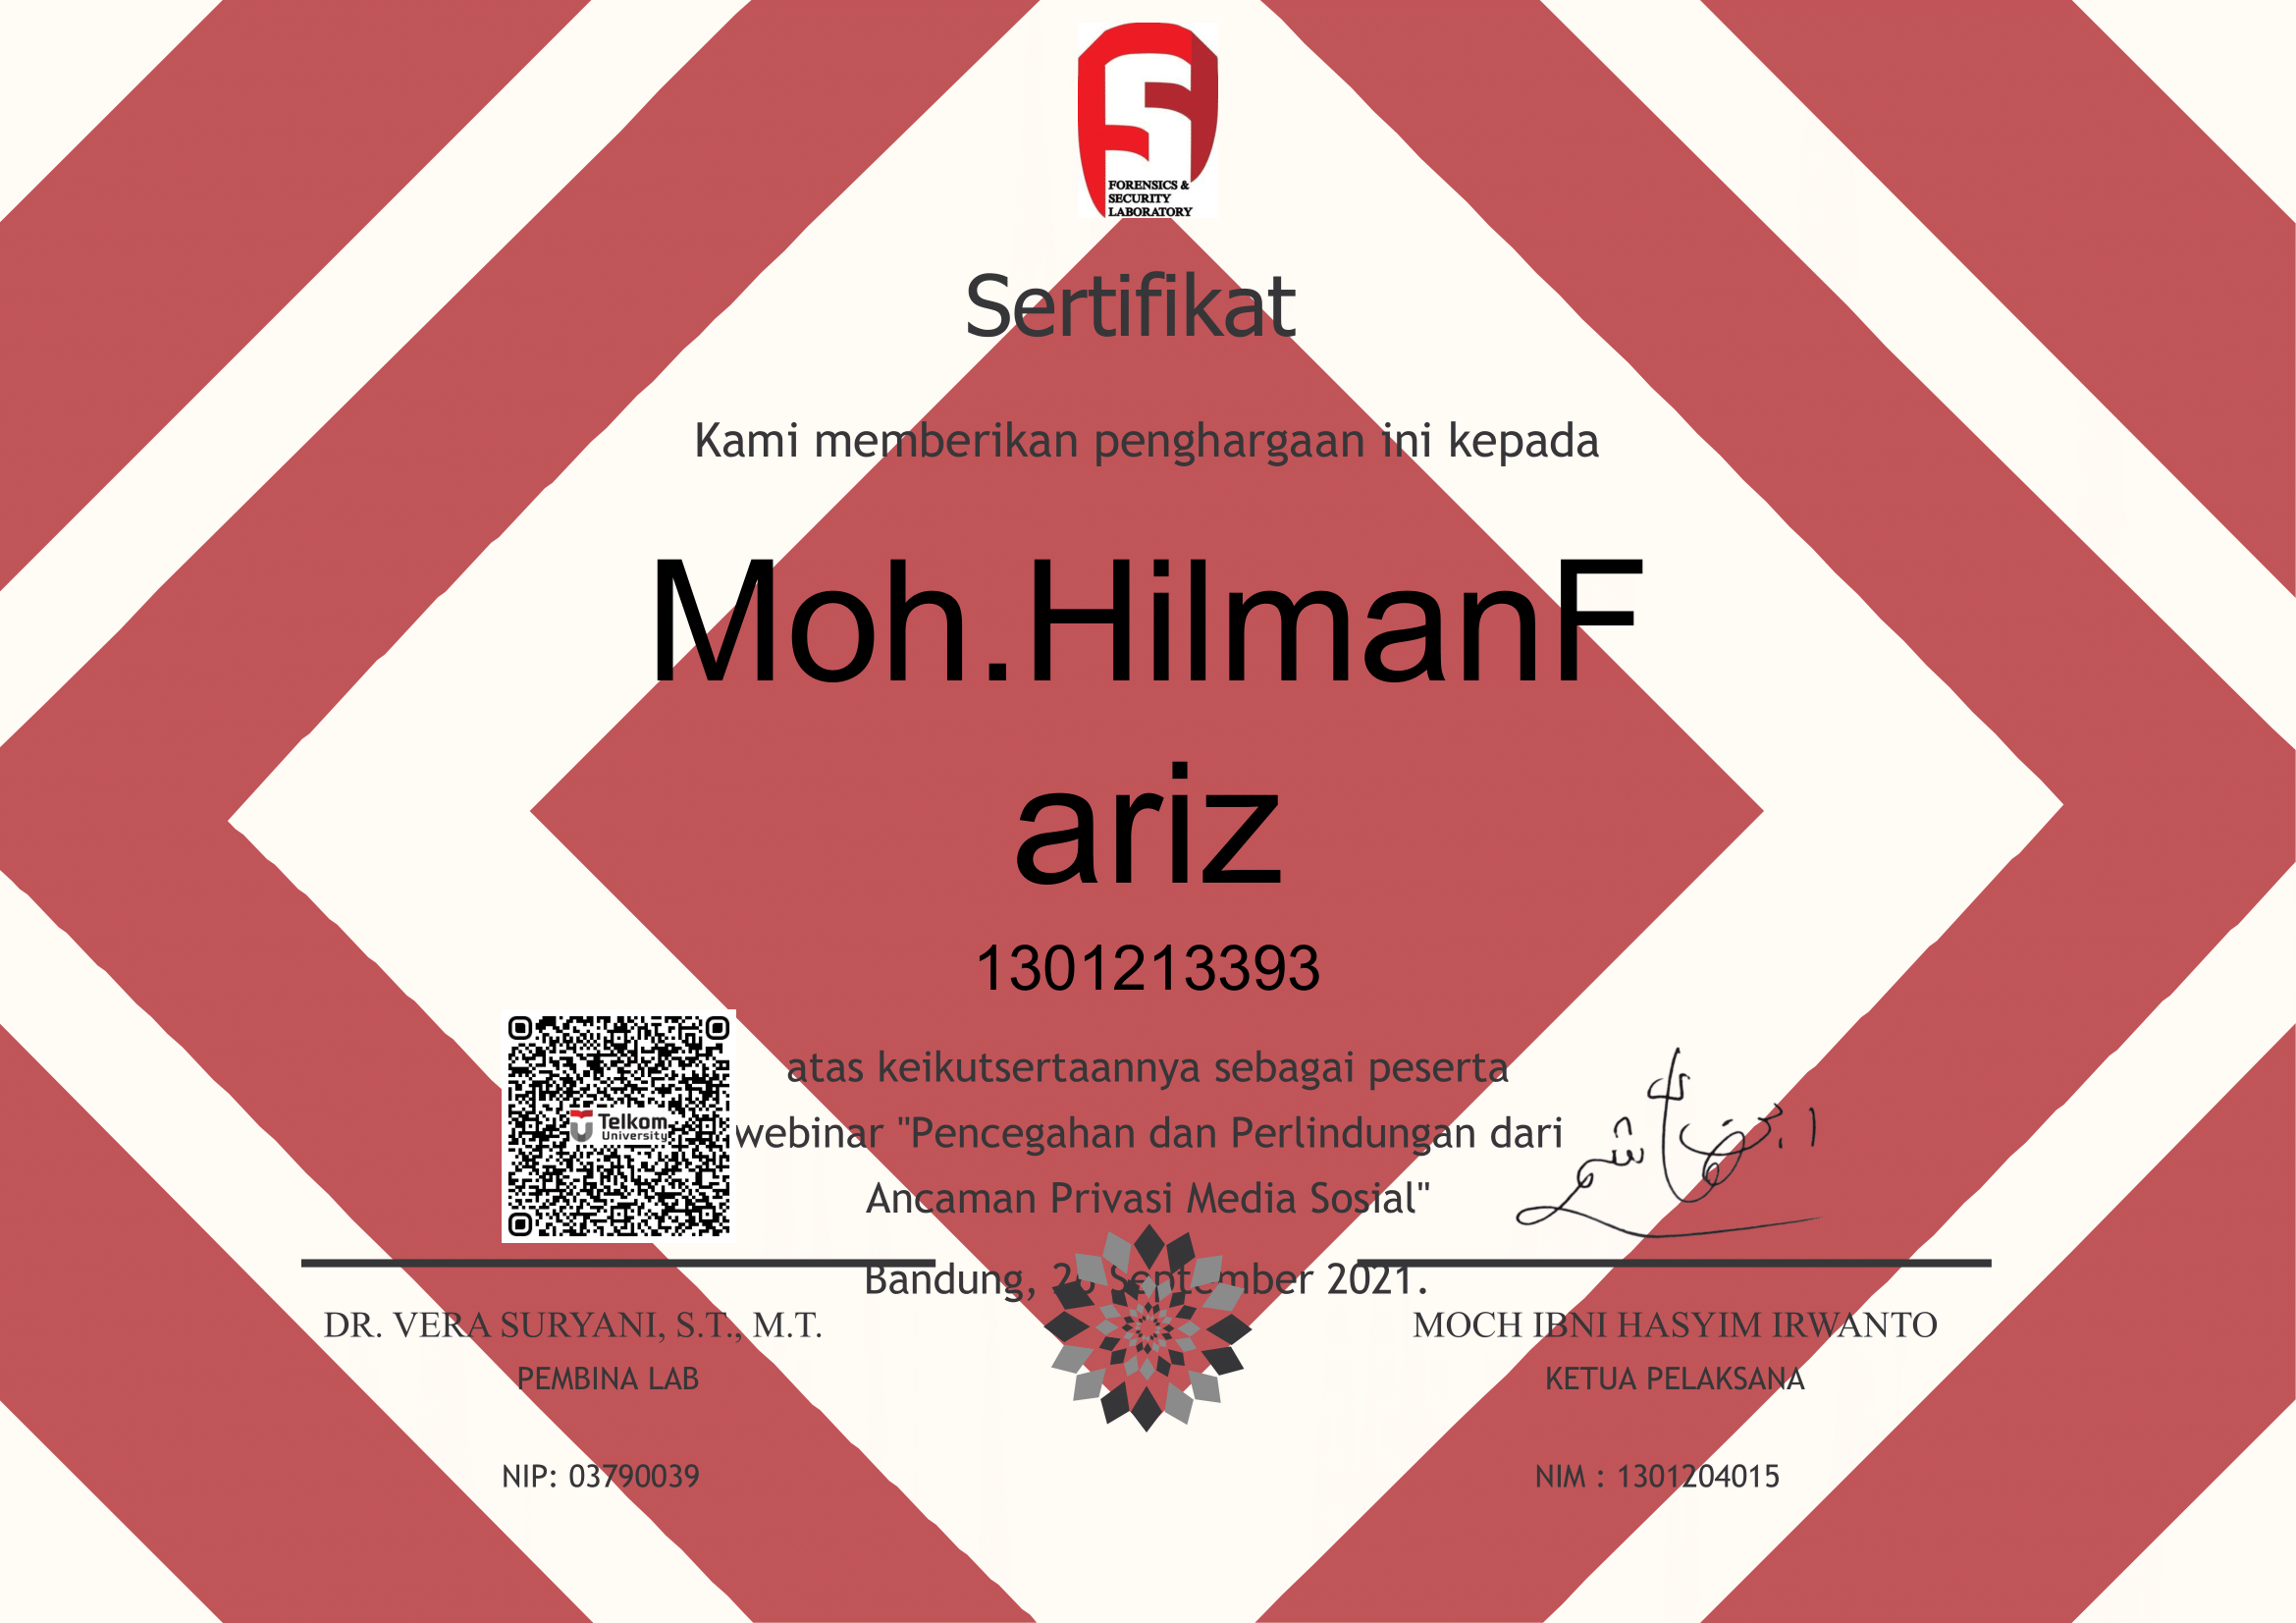 FORENSICS &
SECURITY
LABORATORY
Sertifikat
Kami memberikan penghargaan ini kepada
Moh.HilmanF
ariz
1301213393
atas keikutsertaannya sebagai peserta
webinar "Pencegahan dan Perlindungan dari
Ancaman Privasi Media Sosial"
Telkom
University
Bandung, September 2021.
DR. VERA SURYANI, S.T., M.T.
PEMBINA LAB
NIP: 03790039
MOCH IBNI HASYIM IRWANTO
KETUA PELAKSANA
NIM : 1301204015